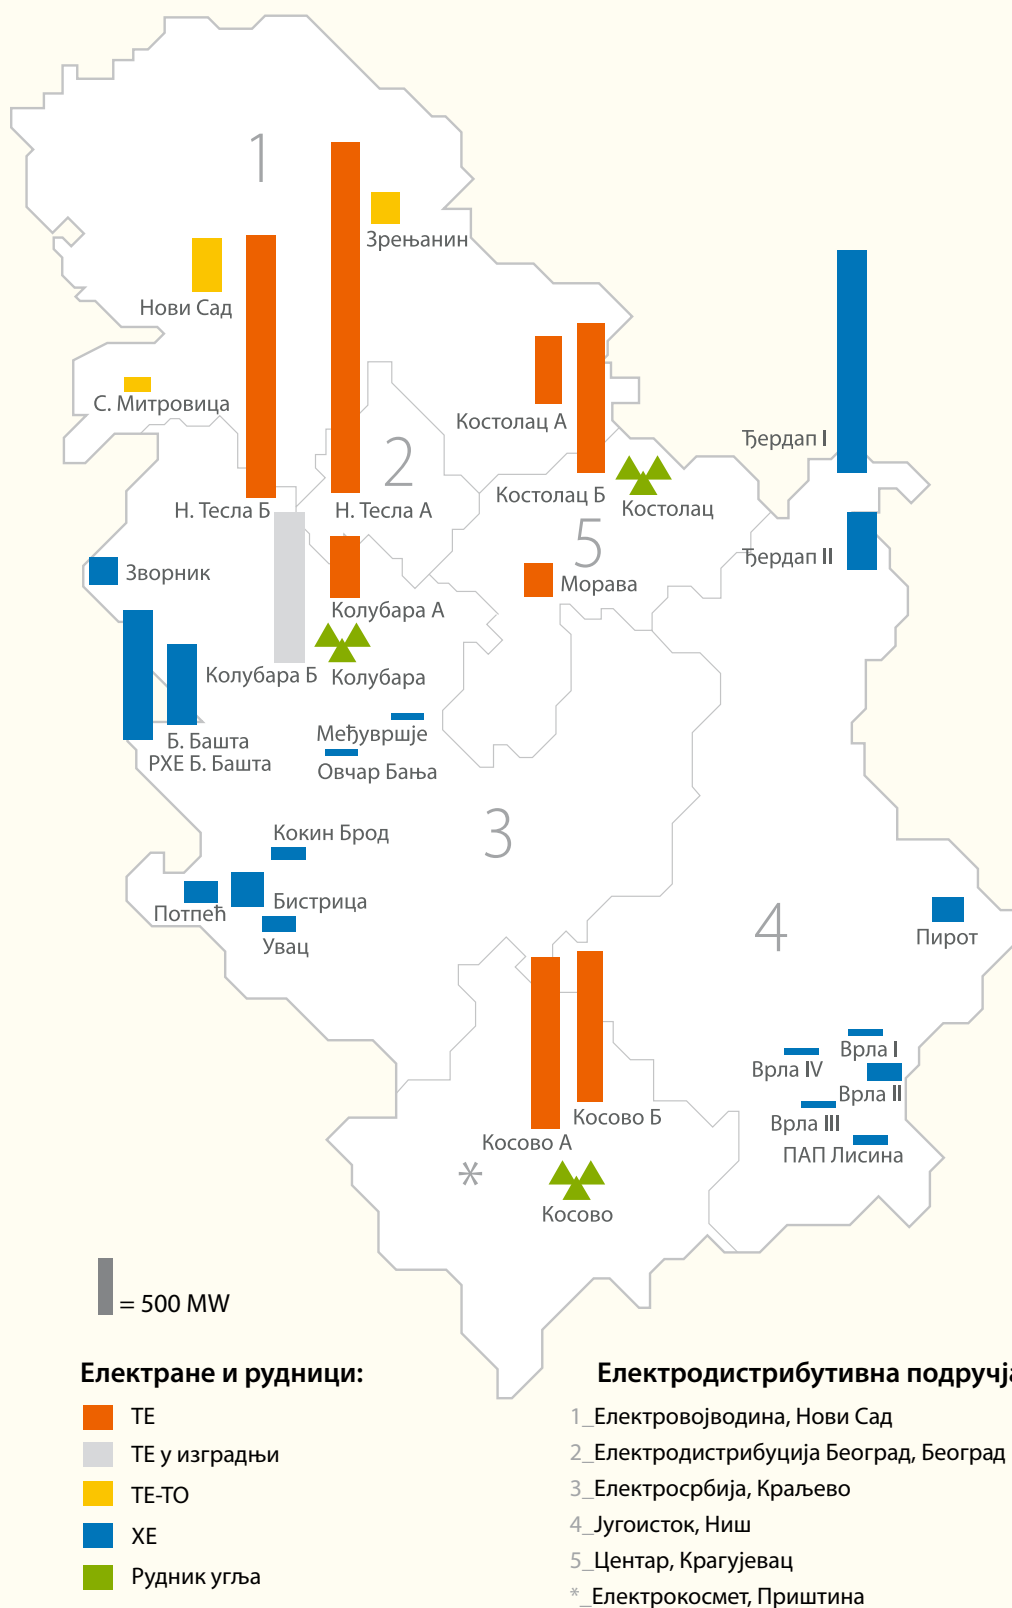 1
Зрењанин
Нови Сад
С. Митровица
Костолац А
2
Ђердап I
Костолац Б
Костолац
Н. Тесла Б
Н. Тесла А
5
Ђердап II
Зворник
Морава
Колубара А
Колубара Б
Колубара
Међувршје
Б. Башта
РХЕ Б. Башта
Овчар Бања
3
Кокин Брод
Бистрица
Потпећ
Увац
4
Пирот
Врла I
Врла IV
Врла II
Врла III
Косово Б
Косово А
ПАП Лисина
*
Косово
= 500 MW
Електране и рудници:
ТЕ
ТЕ у изградњи
ТЕ-ТО
ХЕ
Рудник угља
Електродистрибутивна подручја
1_Електровојводина, Нови Сад
2_Електродистрибуција Београд, Београд
3_Електросрбија, Краљево
4_Југоисток, Ниш
5_Центар, Крагујевац
*_Електрокосмет, Приштина